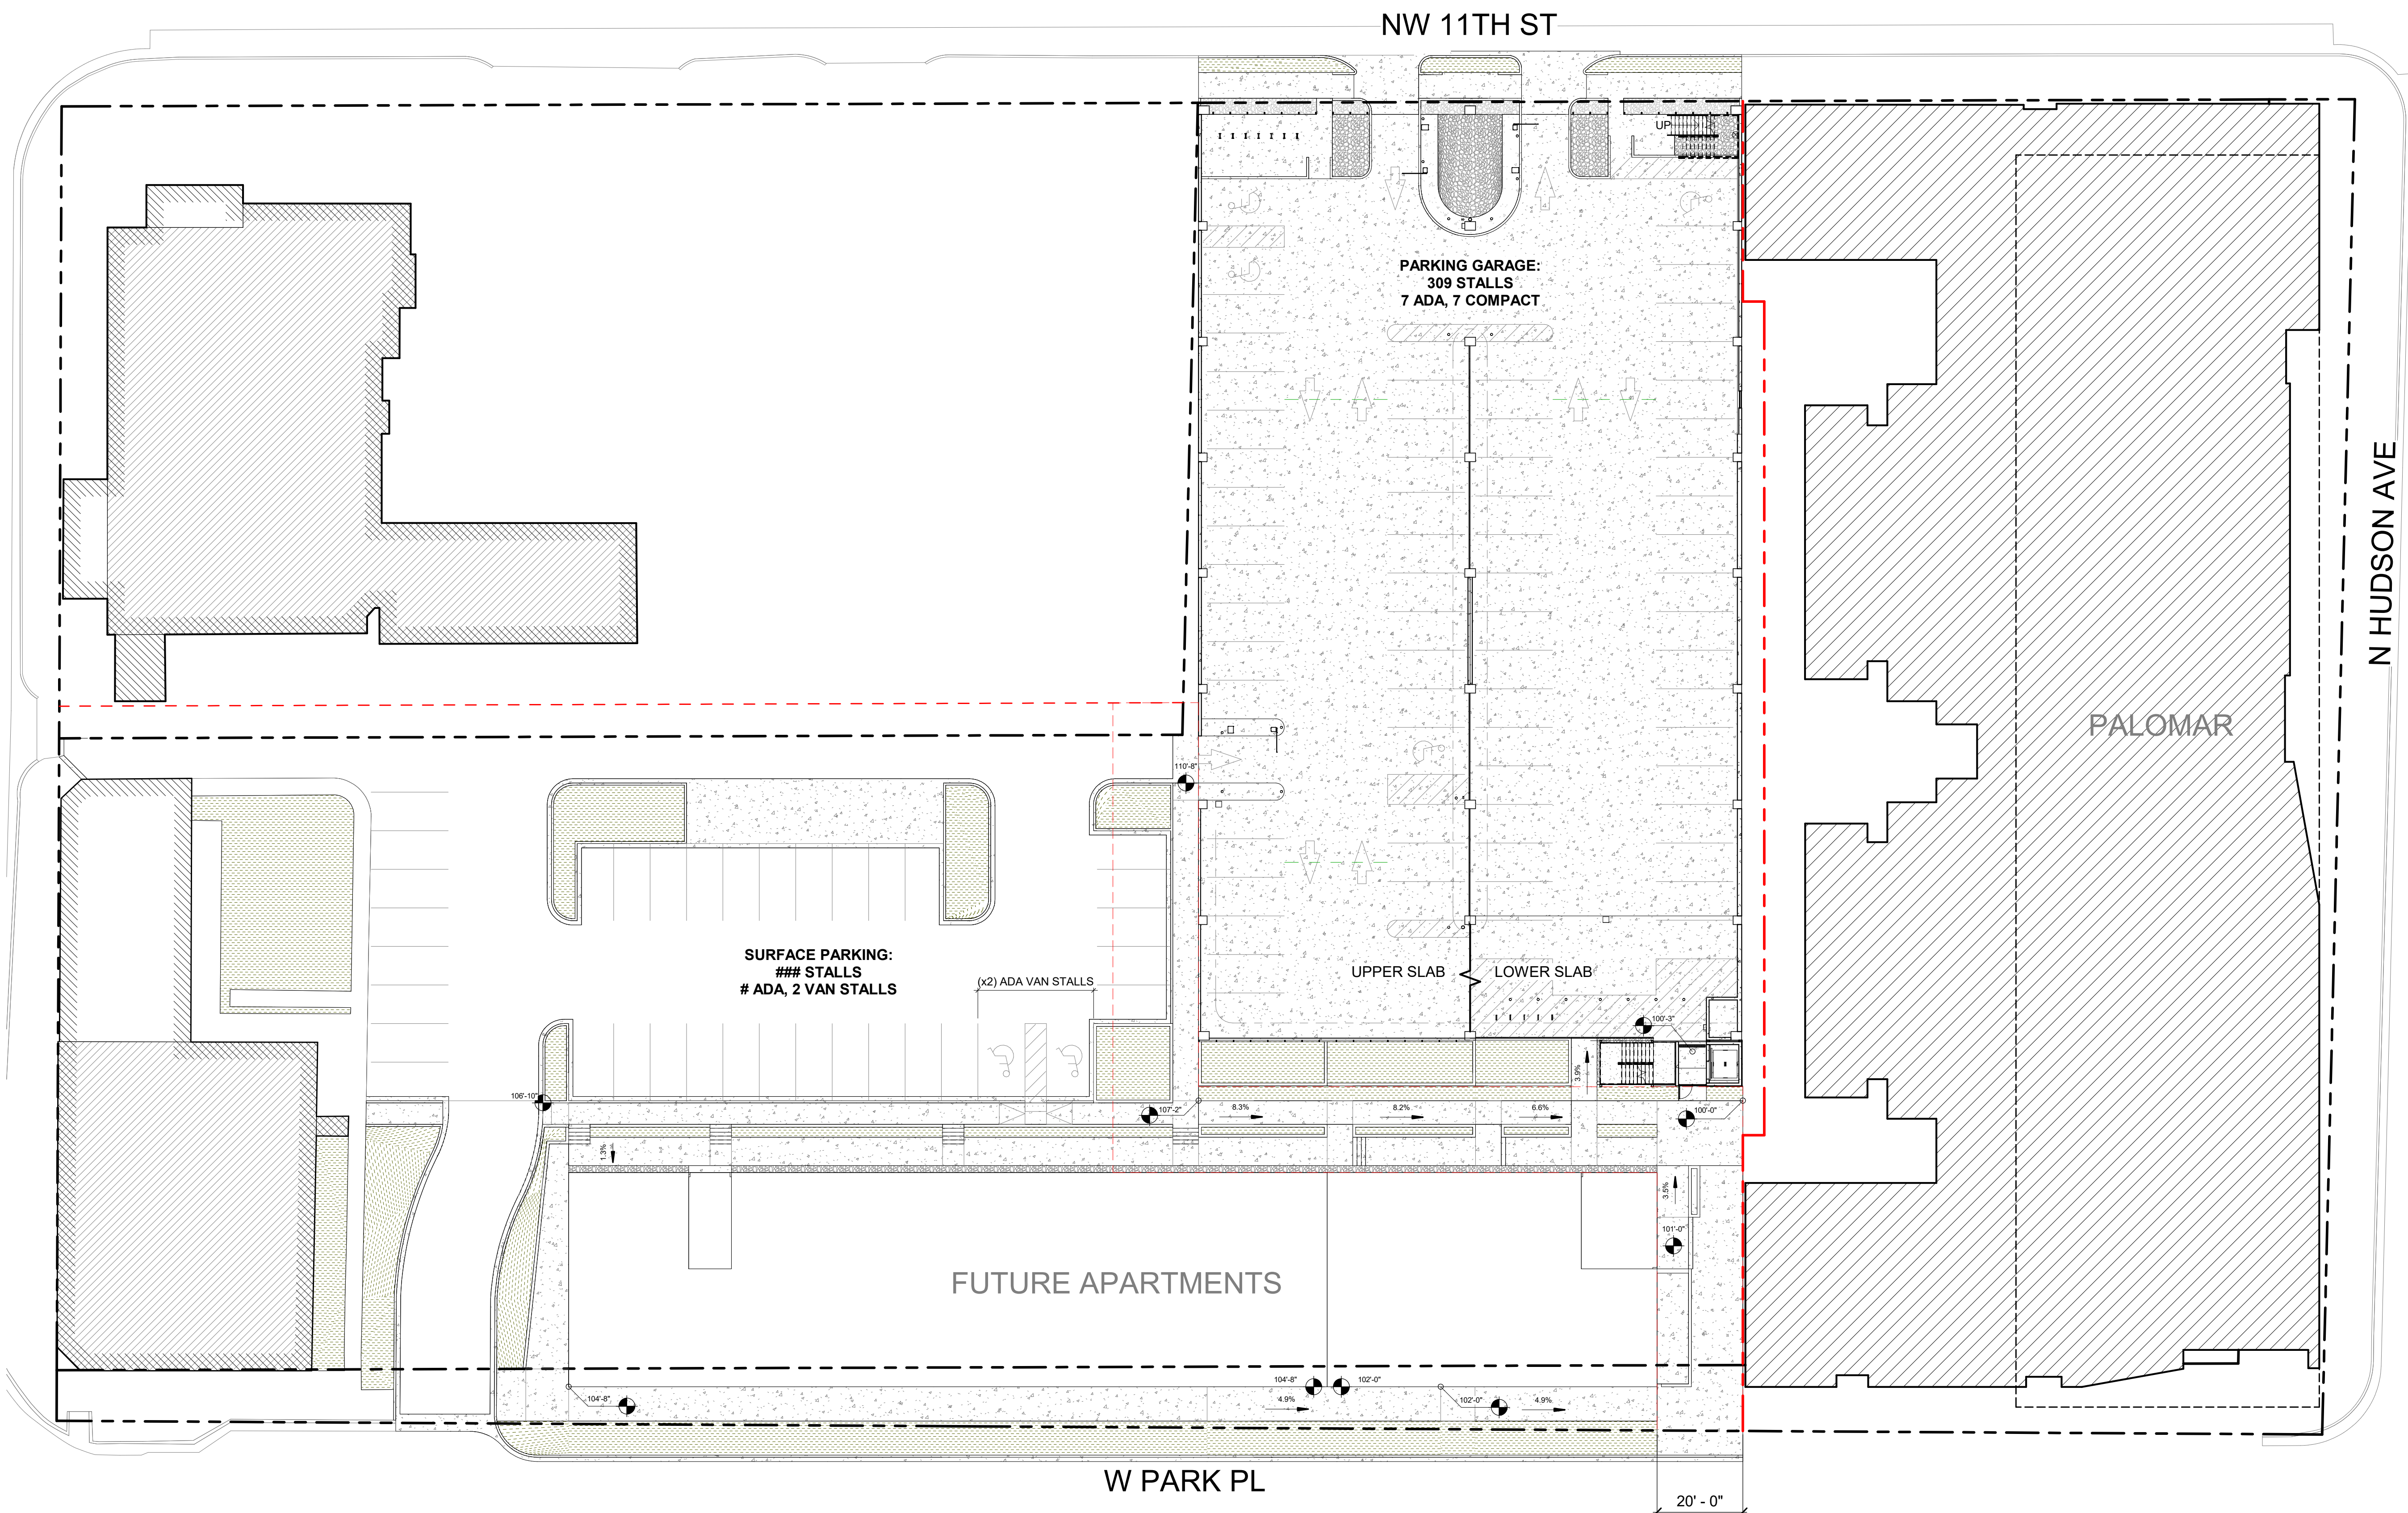 NW 11TH ST
UP
PARKING GARAGE:
309 STALLS
7 ADA, 7 COMPACT
N HUDSON AVE
PALOMAR
110'-8"
SURFACE PARKING:
### STALLS
# ADA, 2 VAN STALLS
(x2) ADA VAN STALLS
UPPER SLAB
LOWER SLAB
100'-3"
3.9%
106'-10"
107'-2"
8.3%
8.2%
6.6%
100'-0"
1.3%
3.5%
101'-0"
FUTURE APARTMENTS
104'-8"
104'-8"
102'-0"
4.9%
102'-0"
4.9%
W PARK PL
20' - 0"